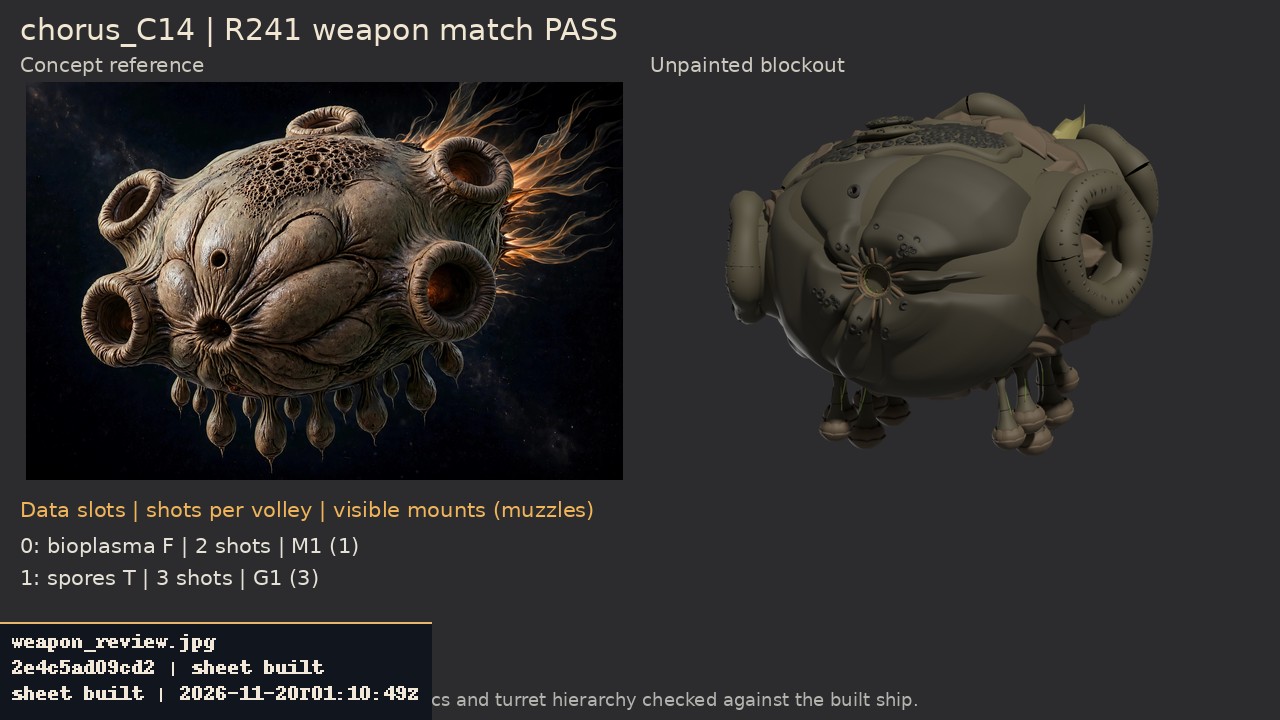 chorus_C14 | R241 weapon match PASS
Concept reference
Unpainted blockout
Data slots | shots per volley | visible mounts (muzzles)
0: bioplasma F | 2 shots | M1 (1)
1: spores T | 3 shots | G1 (3)
weapon_review.jpg
2e4c5ad09cd2 | sheet built
sheet built | 2026-11-20T01:10:49Z
cs and turret hierarchy checked against the built ship.